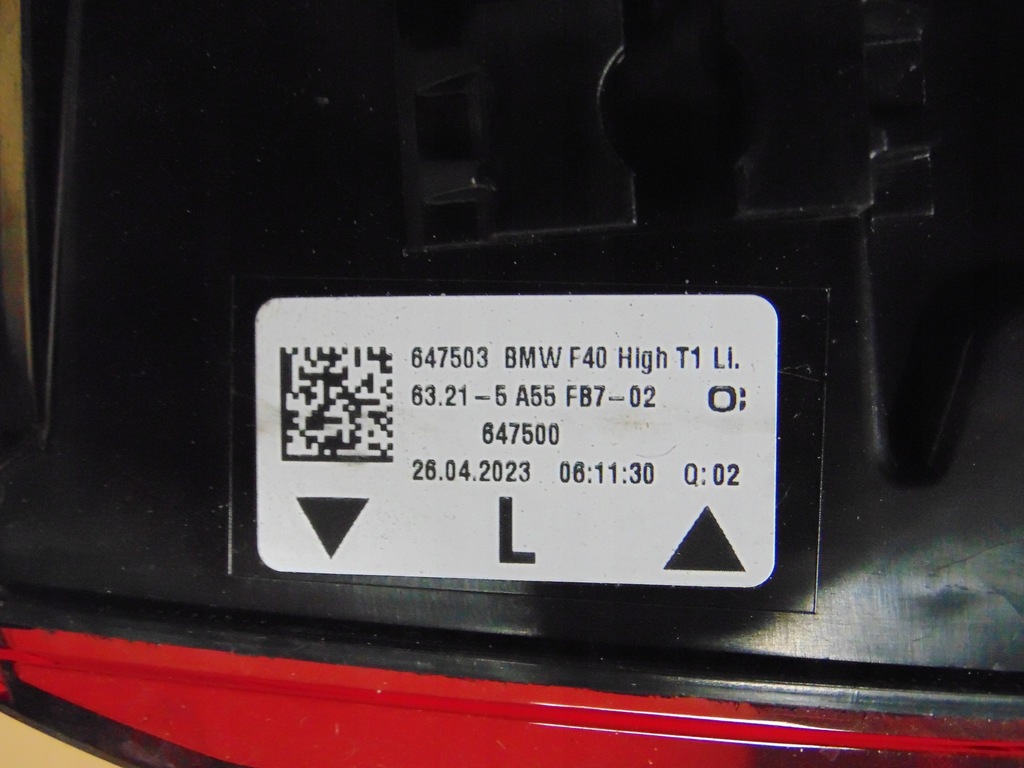 647503 BMW F40 High T1 Li.
63.21-5 A55 FB7-02 O:
647500
26.04.2023 06:11:30 Q:02
L